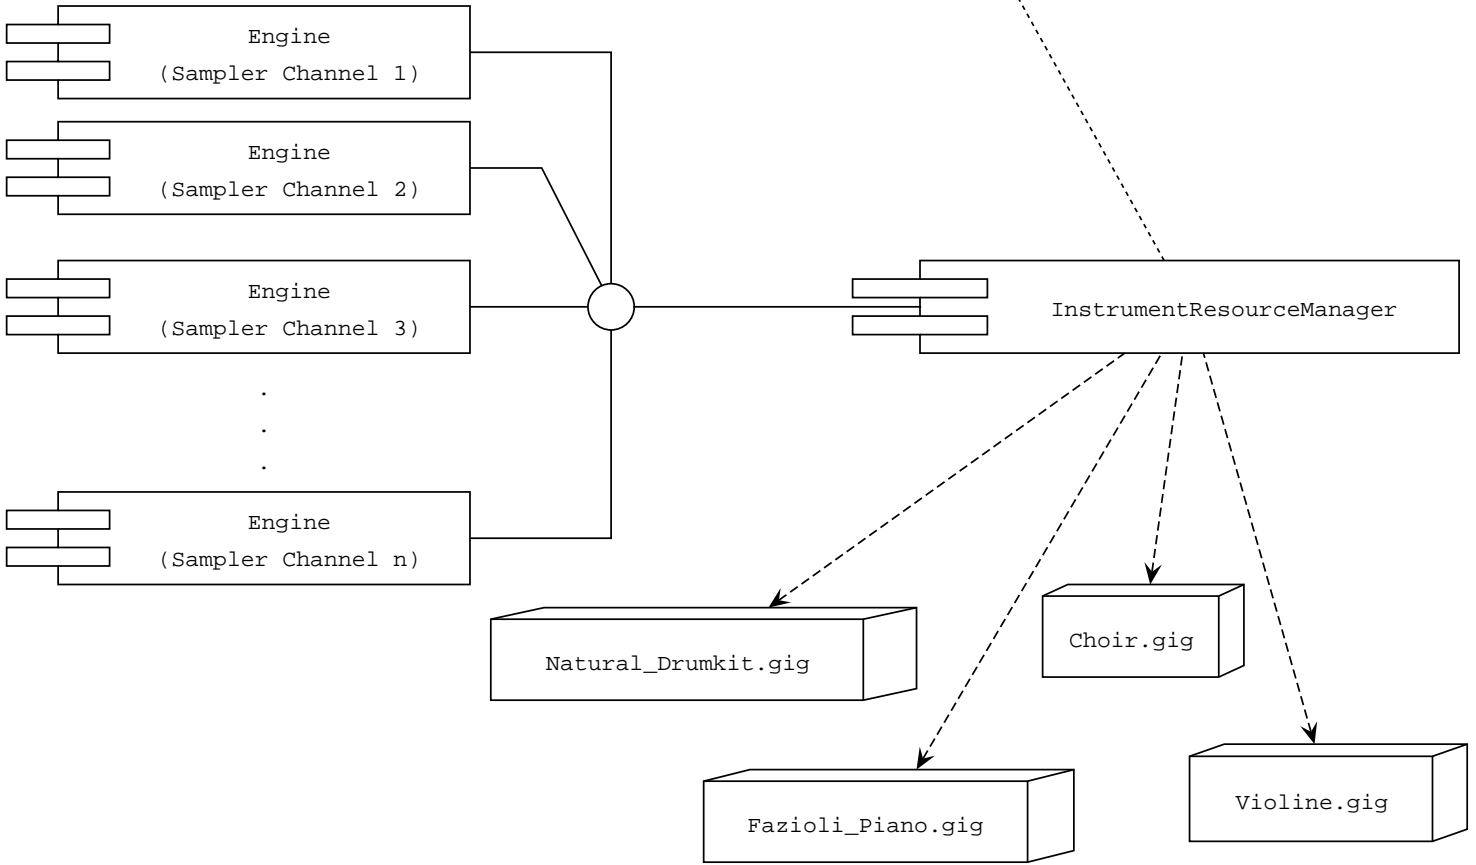 Engine
(Sampler Channel 1)
Engine
(Sampler Channel 2)
Engine
(Sampler Channel 3)
.
.
.
Engine
(Sampler Channel n)
InstrumentResourceManager
Natural_Drumkit.gig
Choir.gig
Fazioli_Piano.gig
Violine.gig